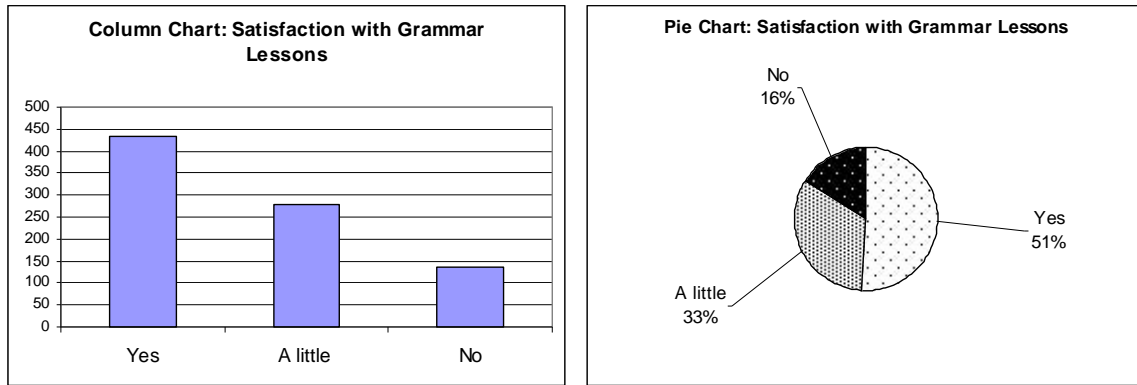 Column Chart: Satisfaction with Grammar
Lessons
500
450
400
350
300
250
200
150
100
50
0
Yes
A little
No
Pie Chart: Satisfaction with Grammar Lessons
No
16%
Yes
51%
A little
33%